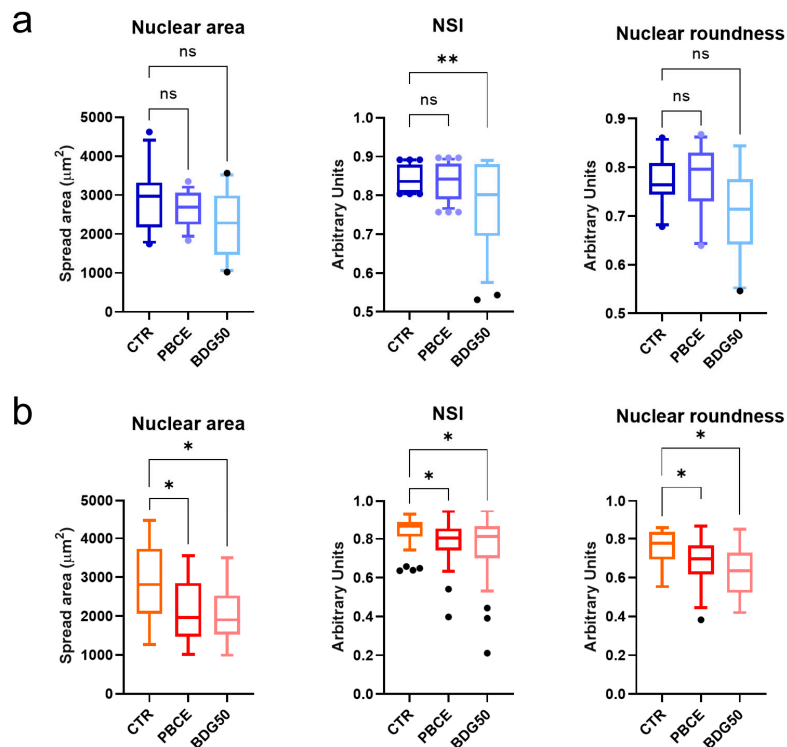 a
Nuclear area
NSI
Nuclear roundness
ns
ns
**
ns
ns
ns
Spread area (μm²)
5000
4000
3000
2000
1000
0
CTR
PBCE
BDG50
Arbitrary Units
1.0
0.9
0.8
0.7
0.6
0.5
CTR
PBCE
BDG50
Arbitrary Units
0.9
0.8
0.7
0.6
0.5
CTR
PBCE
BDG50
b
Nuclear area
NSI
Nuclear roundness
*
*
*
*
*
*
Spread area (μm²)
5000
4000
3000
2000
1000
0
CTR
PBCE
BDG50
Arbitrary Units
1.0
0.8
0.6
0.4
0.2
0.0
CTR
PBCE
BDG50
Arbitrary Units
1.0
0.8
0.6
0.4
0.2
0.0
CTR
PBCE
BDG50